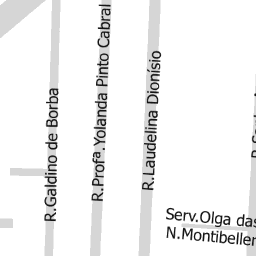 R.Galdino de Borba
R.Profa.Yolanda Pinto Cabral
R.Laudelina Dionísio
Serv.Olga das
N.Montibeller